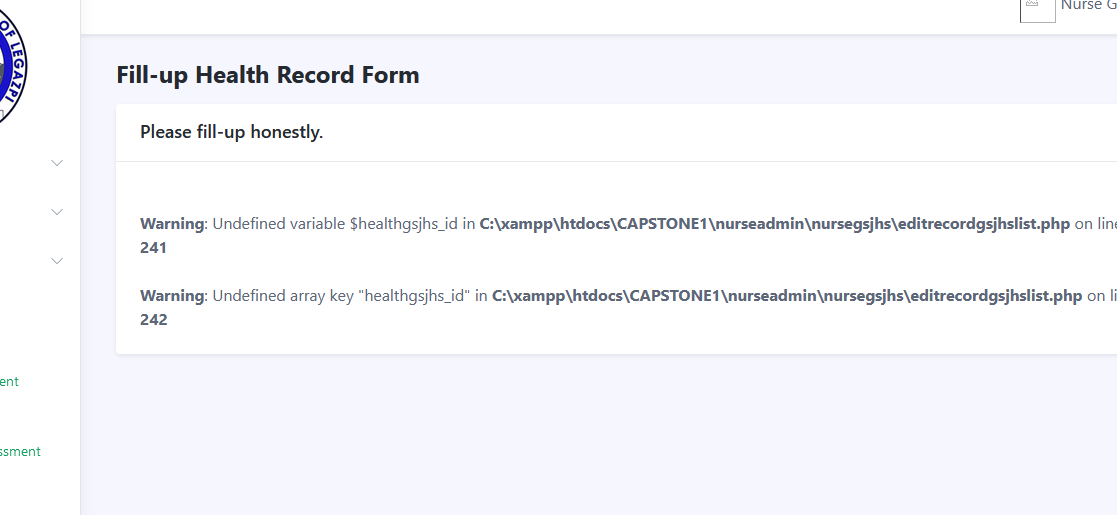 Nurse G
OF LEGAZPI
Fill-up Health Record Form
Please fill-up honestly.
Warning: Undefined variable $healthgsjhs_id in C:\xampp\htdocs\CAPSTONE1\nurseadmin\nursegsjhs\editrecordgsjhslist.php on line
241
Warning: Undefined array key "healthgsjhs_id" in C:\xampp\htdocs\CAPSTONE1\nurseadmin\nursegsjhs\editrecordgsjhslist.php on li
242
ent
ssment